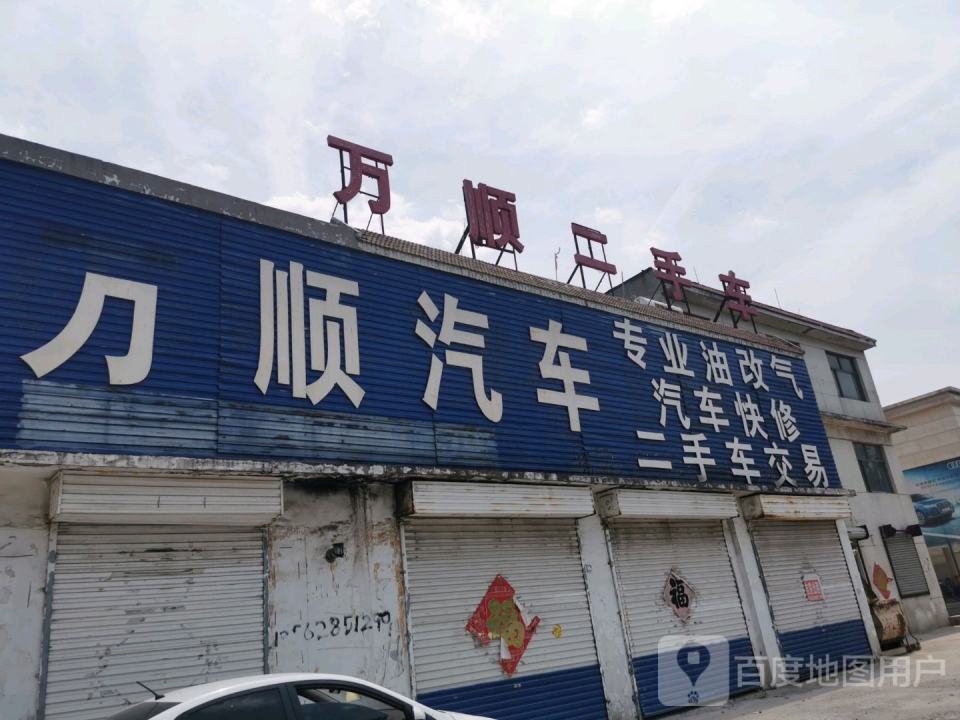 万顺二手车
万顺汽车
专业油改气
汽车快修
二手车交易
福
百度地图用户